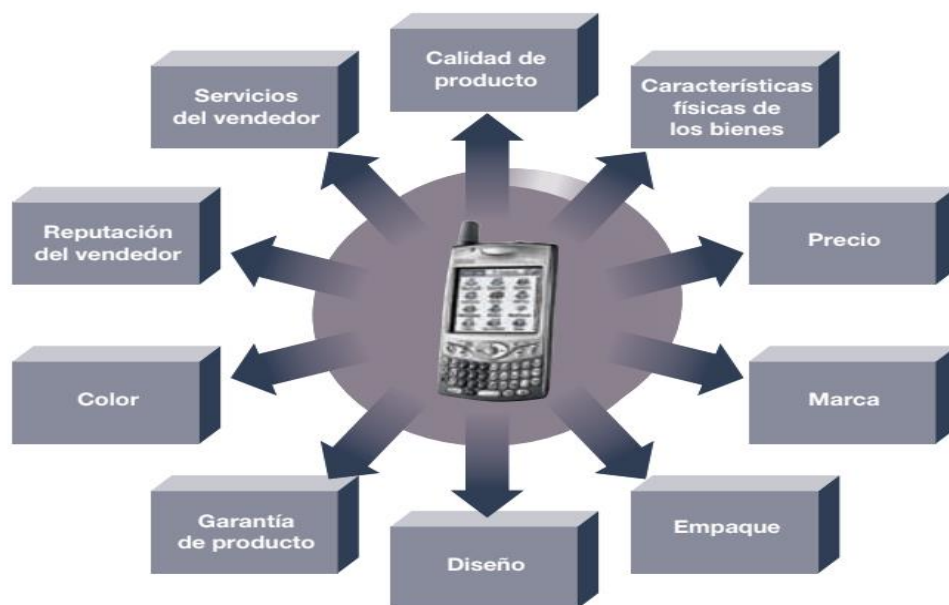 Calidad de
producto
Características
físicas de
los bienes
Precio
Marca
Empaque
Diseño
Garantía
de producto
Color
Reputación
del vendedor
Servicios
del vendedor